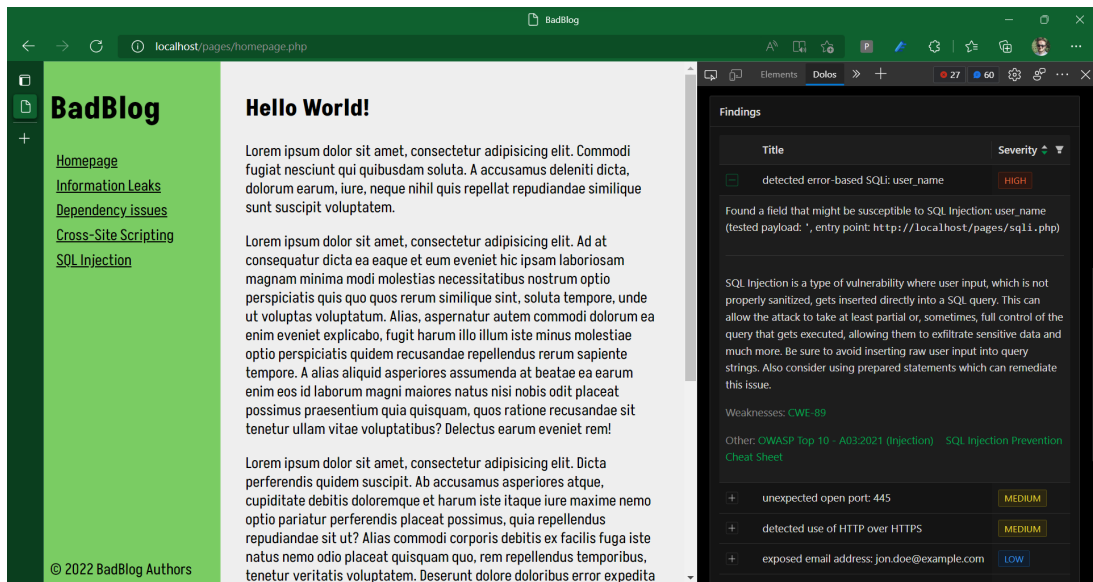 BadBlog
localhost/pages/homepage.php
BadBlog
Homepage
Information Leaks
Dependency issues
Cross-Site Scripting
SQL Injection
© 2022 BadBlog Authors
Hello World!
Lorem ipsum dolor sit amet, consectetur adipisicing elit. Commodi
fugiat nesciunt qui quibusdam soluta. A accusamus deleniti dicta,
dolorum earum, iure, neque nihil quis repellat repudiandae similique
sunt suscipit voluptatem.
Lorem ipsum dolor sit amet, consectetur adipisicing elit. Ad at
consequatur dicta ea eaque et eum eveniet hic ipsam laboriosam
magnam minima modi molestias necessitatibus nostrum optio
perspiciatis quis quo quos rerum similique sint, soluta tempore, unde
ut voluptas voluptatum. Alias, aspernatur autem commodi dolorum ea
enim eveniet explicabo, fugit harum illo illum iste minus molestiae
optio perspiciatis quidem recusandae repellendus rerum sapiente
tempore. A alias aliquid asperiores assumenda at beatae ea earum
enim eos id laborum magni maiores natus nisi nobis odit placeat
possimus praesentium quia quisquam, quos ratione recusandae sit
tenetur ullam vitae voluptatibus? Delectus earum eveniet rem!
Lorem ipsum dolor sit amet, consectetur adipisicing elit. Dicta
perferendis quidem suscipit. Ab accusamus asperiores atque,
cupiditate debitis doloremque et harum iste itaque iure maxime nemo
optio pariatur perferendis placeat possimus, quia repellendus
repudiandae sit ut? Alias commodi corporis debitis ex facilis fuga iste
natus nemo odio placeat quisquam quo, rem repellendus temporibus,
tenetur veritatis voluptatum. Deserunt dolore doloribus error expedita
Elements Dolos 27 60
Findings
Title Severity
detected error-based SQLi: user_name HIGH
Found a field that might be susceptible to SQL Injection: user_name
(tested payload: ', entry point: http://localhost/pages/sqli.php)
SQL Injection is a type of vulnerability where user input, which is not
properly sanitized, gets inserted directly into a SQL query. This can
allow the attack to take at least partial or, sometimes, full control of the
query that gets executed, allowing them to exfiltrate sensitive data and
much more. Be sure to avoid inserting raw user input into query
strings. Also consider using prepared statements which can remediate
this issue.
Weaknesses: CWE-89
Other: OWASP Top 10 - A03:2021 (Injection) SQL Injection Prevention
Cheat Sheet
unexpected open port: 445 MEDIUM
detected use of HTTP over HTTPS MEDIUM
exposed email address: jon.doe@example.com LOW